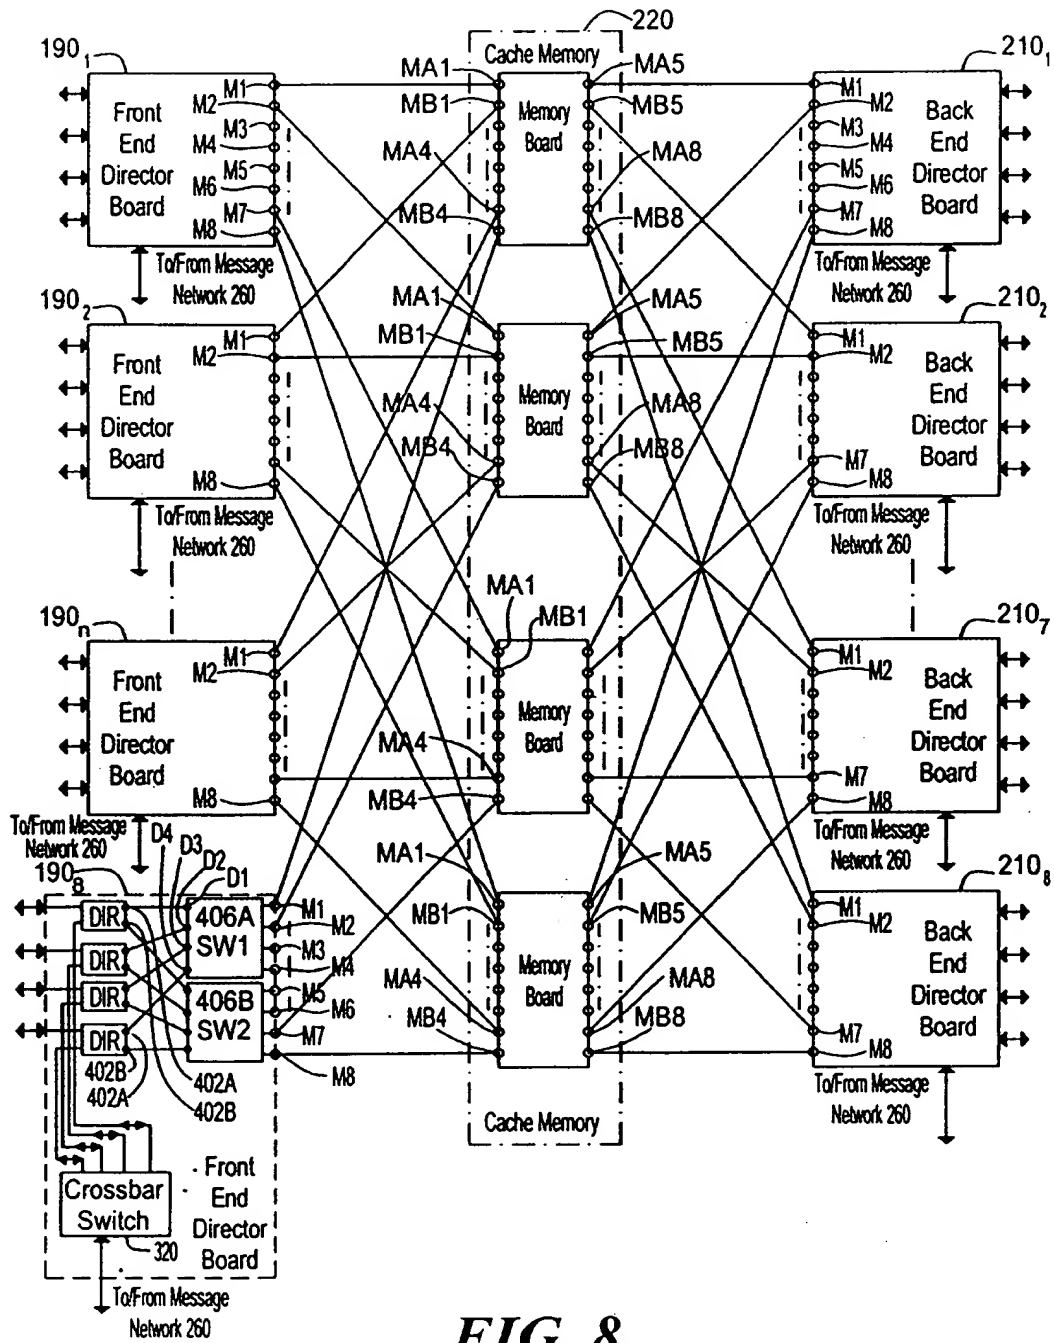 220
190 1
Cache Memory
210 1
M1
M2
M3
M4
M5
M6
M7
M8
Front
End
Director
Board
MA1
MB1
MA4
MB4
Memory
Board
MA5
MB5
MA8
MB8
M1
M2
M3
M4
M5
M6
M7
M8
Back
End
Director
Board
To/From Message
Network 260
To/From Message
Network 260
190 2
210 2
Front
End
Director
Board
M1
M2
M8
MA1
MB1
MA4
MB4
Memory
Board
MA5
MB5
MA8
MB8
M1
M2
M7
M8
Back
End
Director
Board
To/From Message
Network 260
To/From Message
Network 260
190 n
210 7
Front
End
Director
Board
M1
M2
M8
MA1
MB1
MA4
MB4
Memory
Board
M1
M2
M7
M8
Back
End
Director
Board
To/From Message
Network 260
To/From Message
Network 260
190 8
D4
D3
D2
D1
210 8
DIR
DIR
DIR
DIR
406A
SW1
406B
SW2
M1
M2
M3
M4
M5
M6
M7
M8
402B
402A
402A
402B
MA1
MB1
MA4
MB4
Memory
Board
MA5
MB5
MA8
MB8
M1
M2
M7
M8
Back
End
Director
Board
To/From Message
Network 260
Cache Memory
Crossbar
Switch
320
Front
End
Director
Board
To/From Message
Network 260
FIG. 8